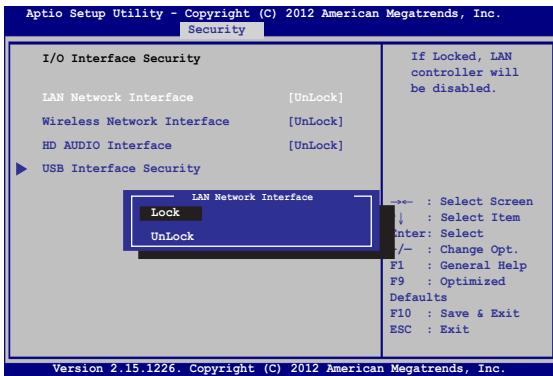 Aptio Setup Utility - Copyright (C) 2012 American Megatrends, Inc.
Security
I/O Interface Security
LAN Network Interface [UnLock]
Wireless Network Interface [UnLock]
HD AUDIO Interface [UnLock]
USB Interface Security
If Locked, LAN
controller will
be disabled.
LAN Network Interface
Lock
UnLock
→← : Select Screen
↓ : Select Item
Enter: Select
/— : Change Opt.
F1 : General Help
F9 : Optimized
Defaults
F10 : Save & Exit
ESC : Exit
Version 2.15.1226. Copyright (C) 2012 American Megatrends, Inc.